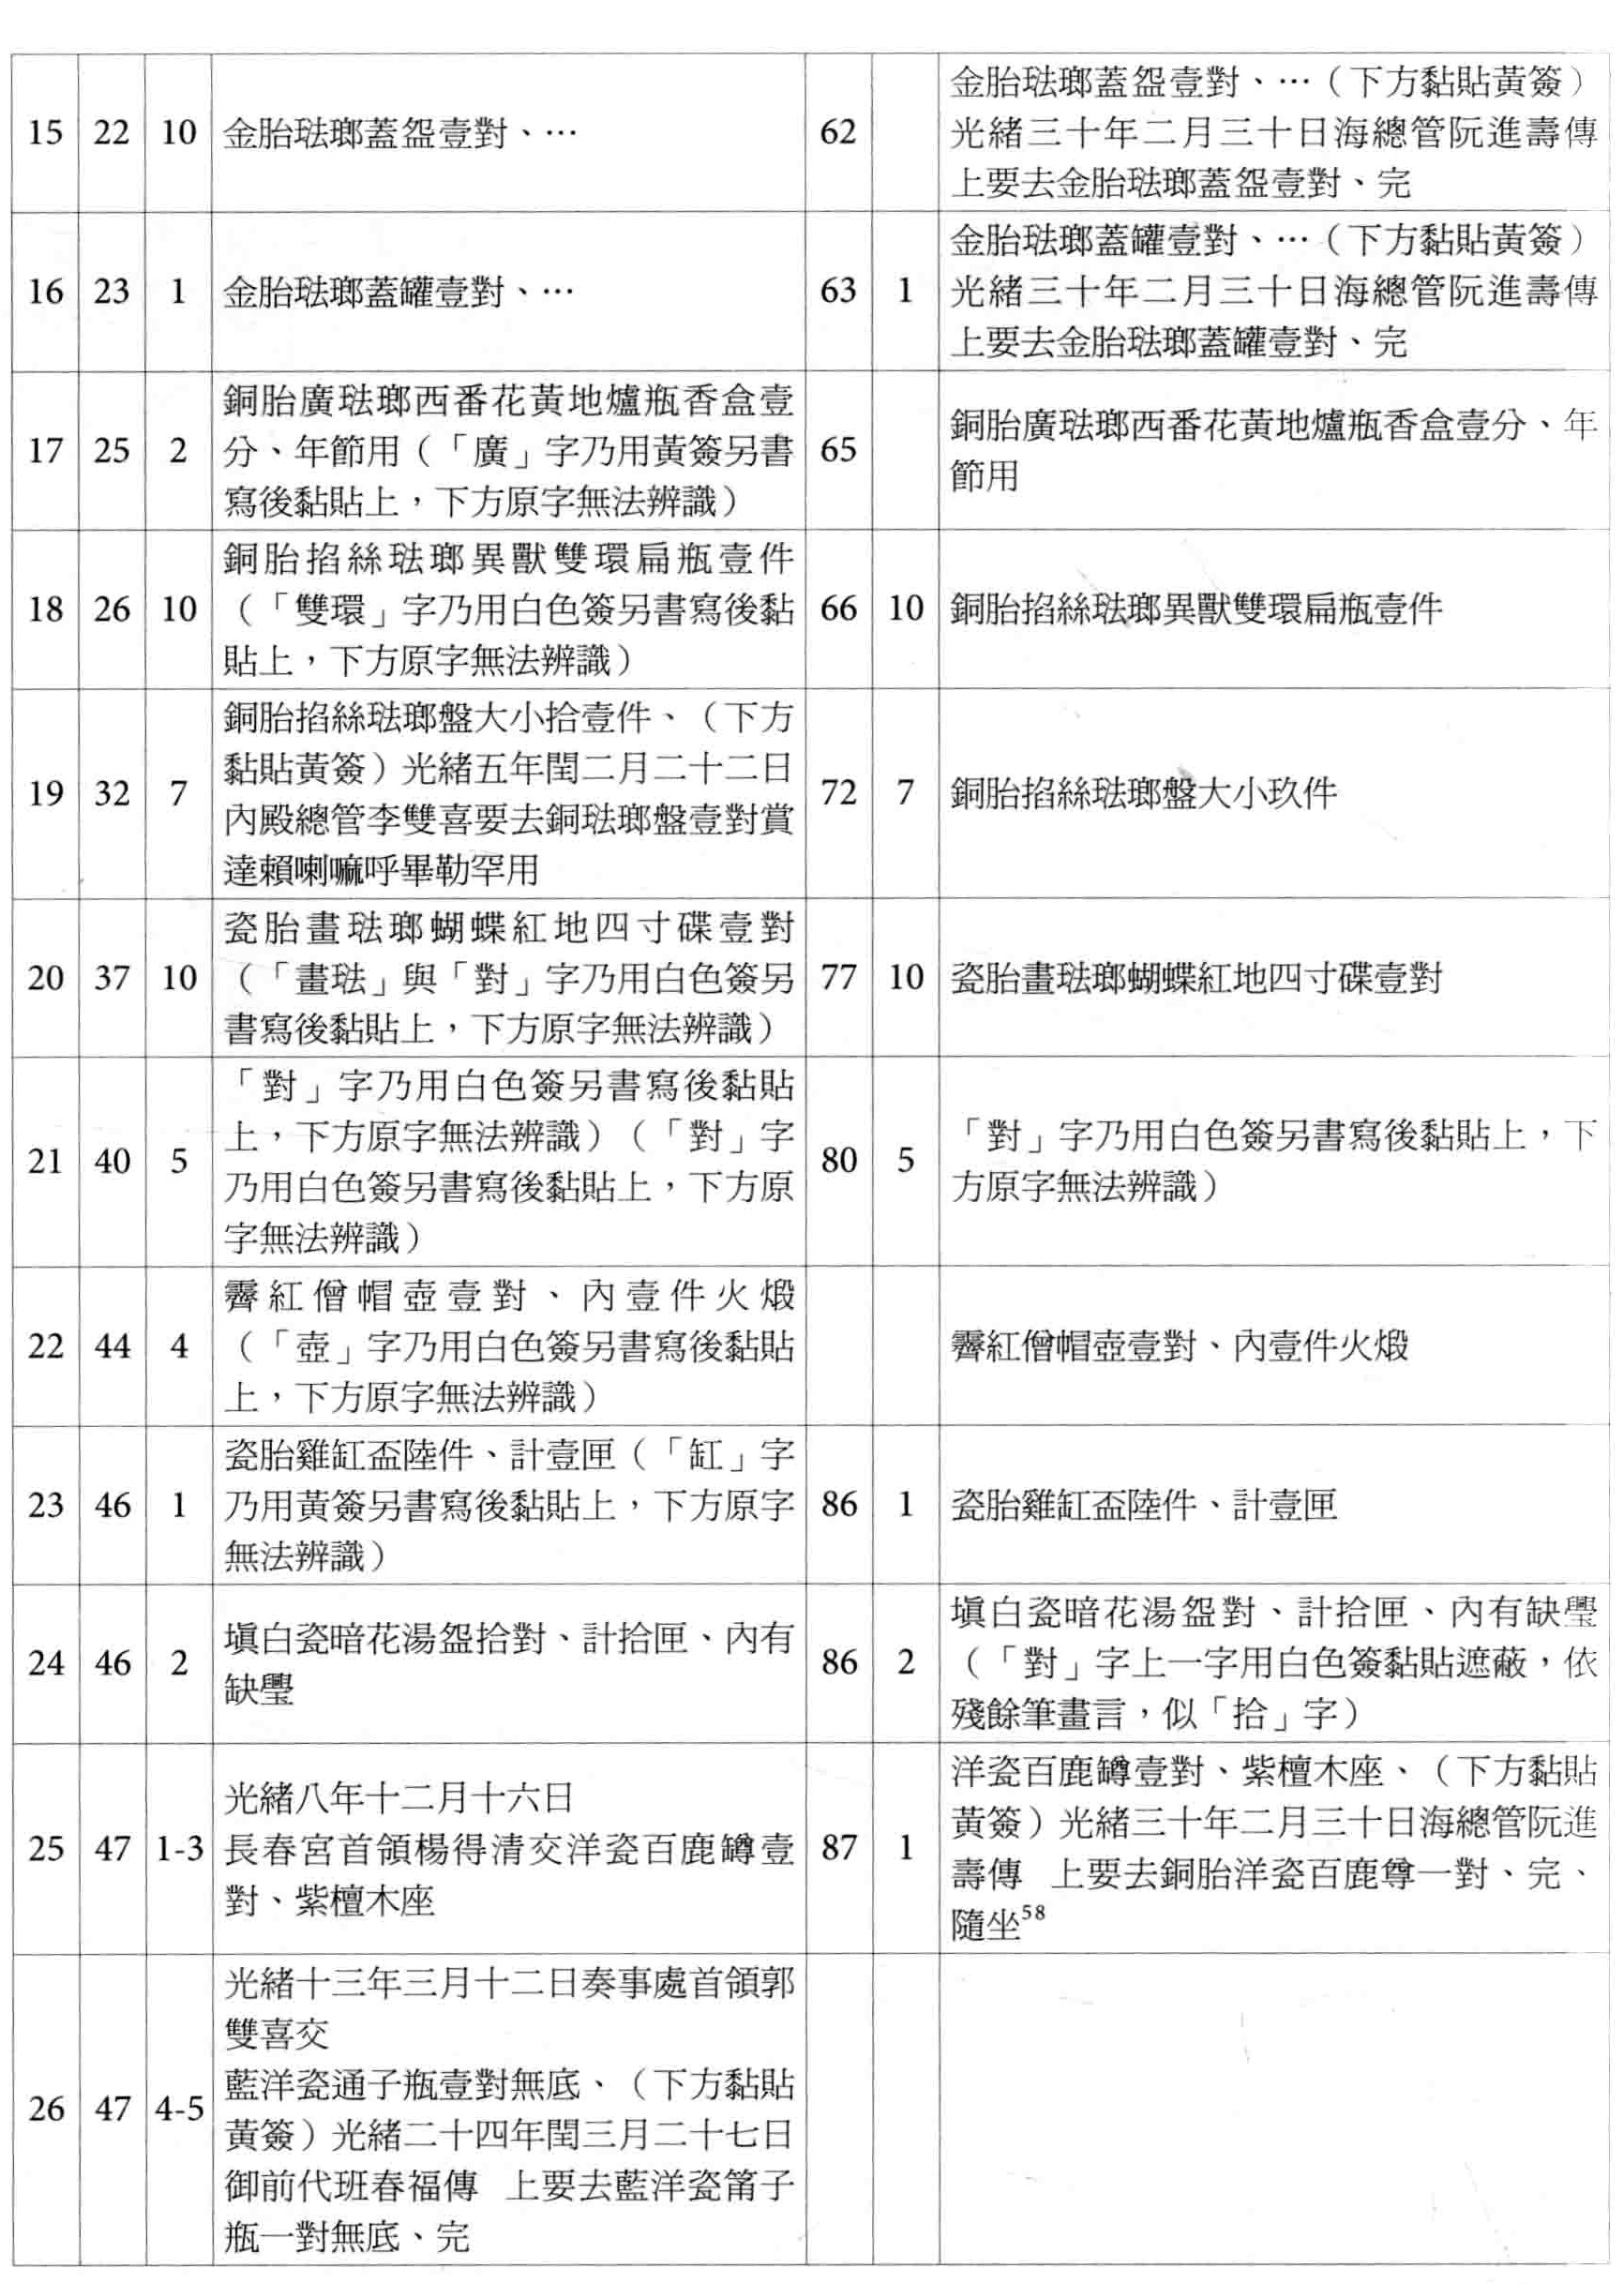 15 22 10 金胎琺瑯蓋盌壹對、⋯ 62 金胎琺瑯蓋盌壹對、⋯（下方黏貼黃簽）
光緒三十年二月三十日海總管阮進壽傳
上要去金胎琺瑯蓋盌壹對、完
16 23 1 金胎琺瑯蓋罐壹對、⋯ 63 1 金胎琺瑯蓋罐壹對、⋯（下方黏貼黃簽）
光緒三十年二月三十日海總管阮進壽傳
上要去金胎琺瑯蓋罐壹對、完
17 25 2 銅胎廣琺瑯西番花黃地爐瓶香盒壹
分、年節用（「廣」字乃用黃簽另書
寫後黏貼上，下方原字無法辨識）
65 銅胎廣琺瑯西番花黃地爐瓶香盒壹分、年
節用
18 26 10 銅胎掐絲琺瑯異獸雙環扁瓶壹件
（「雙環」字乃用白色簽另書寫後黏
貼上，下方原字無法辨識）
66 10 銅胎掐絲琺瑯異獸雙環扁瓶壹件
19 32 7 銅胎掐絲琺瑯盤大小拾壹件、（下方
黏貼黃簽）光緒五年閏二月二十二日
內殿總管李雙喜要去銅琺瑯盤壹對賞
達賴喇嘛呼畢勒罕用
72 7 銅胎掐絲琺瑯盤大小玖件
20 37 10 瓷胎畫琺瑯蝴蝶紅地四寸碟壹對
（「畫琺」與「對」字乃用白色簽另
書寫後黏貼上，下方原字無法辨識）
77 10 瓷胎畫琺瑯蝴蝶紅地四寸碟壹對
21 40 5 「對」字乃用白色簽另書寫後黏貼
上，下方原字無法辨識）（「對」字
乃用白色簽另書寫後黏貼上，下方原
字無法辨識）
80 5 「對」字乃用白色簽另書寫後黏貼上，下
方原字無法辨識）
22 44 4 霽紅僧帽壺壹對、內壹件火煅
（「壺」字乃用白色簽另書寫後黏貼
上，下方原字無法辨識）
霽紅僧帽壺壹對、內壹件火煅
23 46 1 瓷胎雞缸盃陸件、計壹匣（「缸」字
乃用黃簽另書寫後黏貼上，下方原字
無法辨識）
86 1 瓷胎雞缸盃陸件、計壹匣
24 46 2 填白瓷暗花湯盌拾對、計拾匣、內有
缺璺
86 2 填白瓷暗花湯盌對、計拾匣、內有缺璺
（「對」字上一字用白色簽黏貼遮蔽，依
殘餘筆畫言，似「拾」字）
25 47 1-3 光緒八年十二月十六日
長春宮首領楊得清交洋瓷百鹿罇壹
對、紫檀木座
87 1 洋瓷百鹿罇壹對、紫檀木座、（下方黏貼
黃簽）光緒三十年二月三十日海總管阮進
壽傳 上要去銅胎洋瓷百鹿尊一對、完、
隨坐58
26 47 4-5 光緒十三年三月十二日奏事處首領郭
雙喜交
藍洋瓷通子瓶壹對無底、（下方黏貼
黃簽）光緒二十四年閏三月二十七日
御前代班春福傳 上要去藍洋瓷筩子
瓶一對無底、完